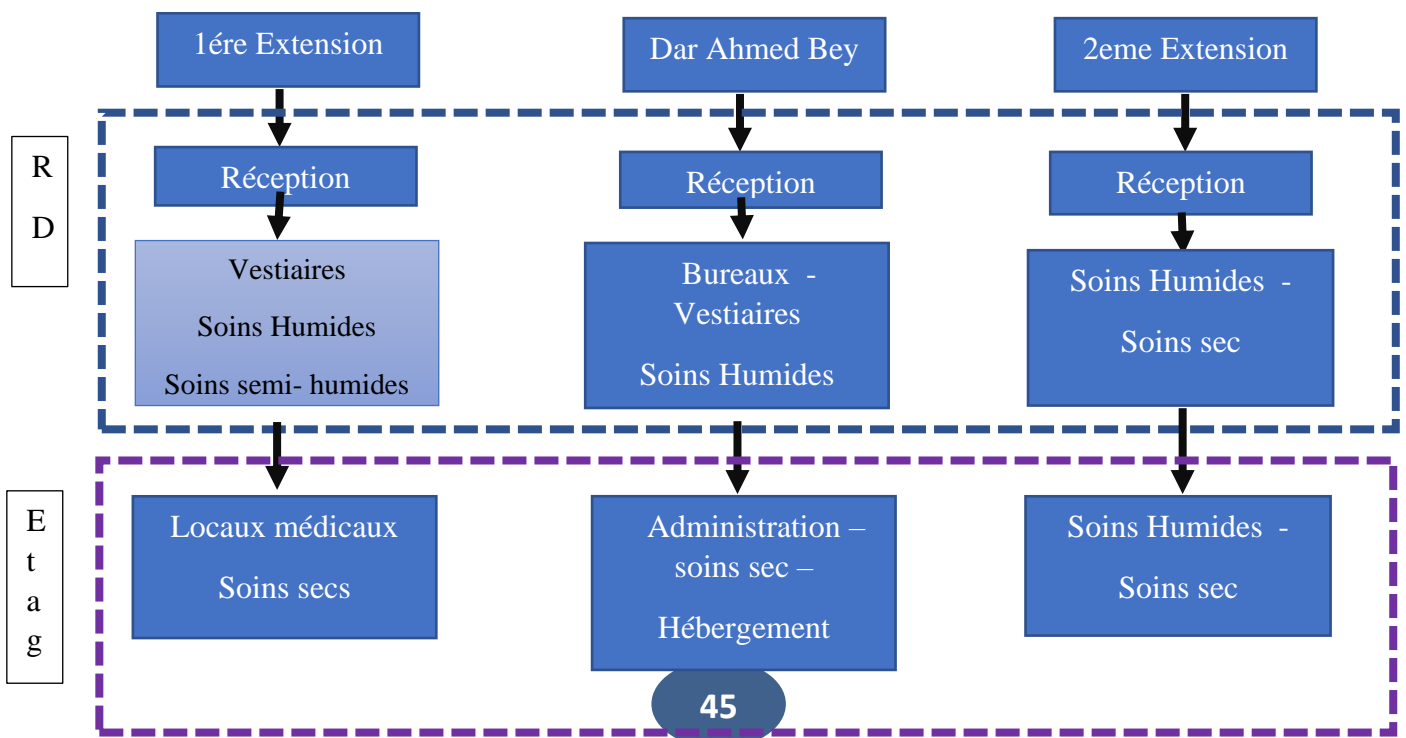 1ére Extension
Dar Ahmed Bey
2eme Extension
R
D
Réception
Réception
Réception
Vestiaires
Soins Humides
Soins semi- humides
Bureaux -
Vestiaires
Soins Humides
Soins Humides -
Soins sec
E
t
a
g
Locaux médicaux
Soins secs
Administration –
soins sec –
Hébergement
Soins Humides -
Soins sec
45